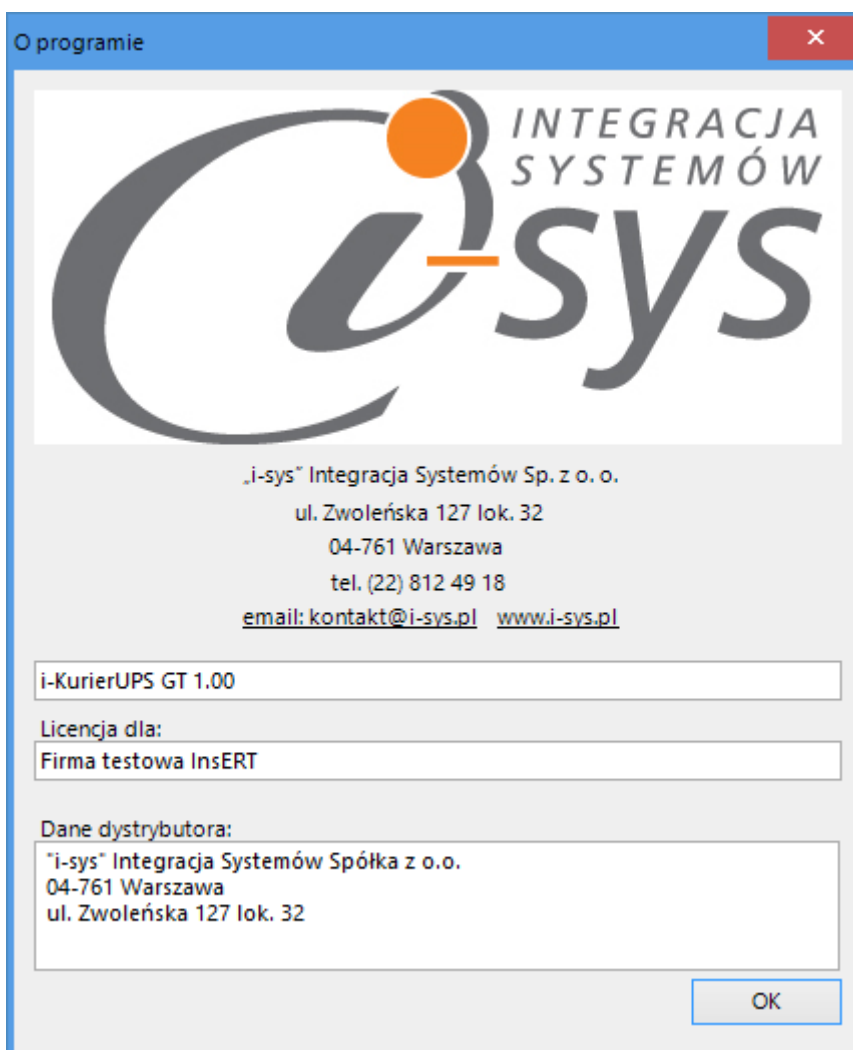 O programie
INTEGRACJA
SYSTEMÓW
i-sys
„i-sys” Integracja Systemów Sp. z o. o.
ul. Zwoleńska 127 lok. 32
04-761 Warszawa
tel. (22) 812 49 18
email: kontakt@i-sys.pl www.i-sys.pl
i-KurierUPS GT 1.00
Licencja dla:
Firma testowa InsERT
Dane dystrybutora:
"i-sys" Integracja Systemów Spółka z o.o.
04-761 Warszawa
ul. Zwoleńska 127 lok. 32
OK